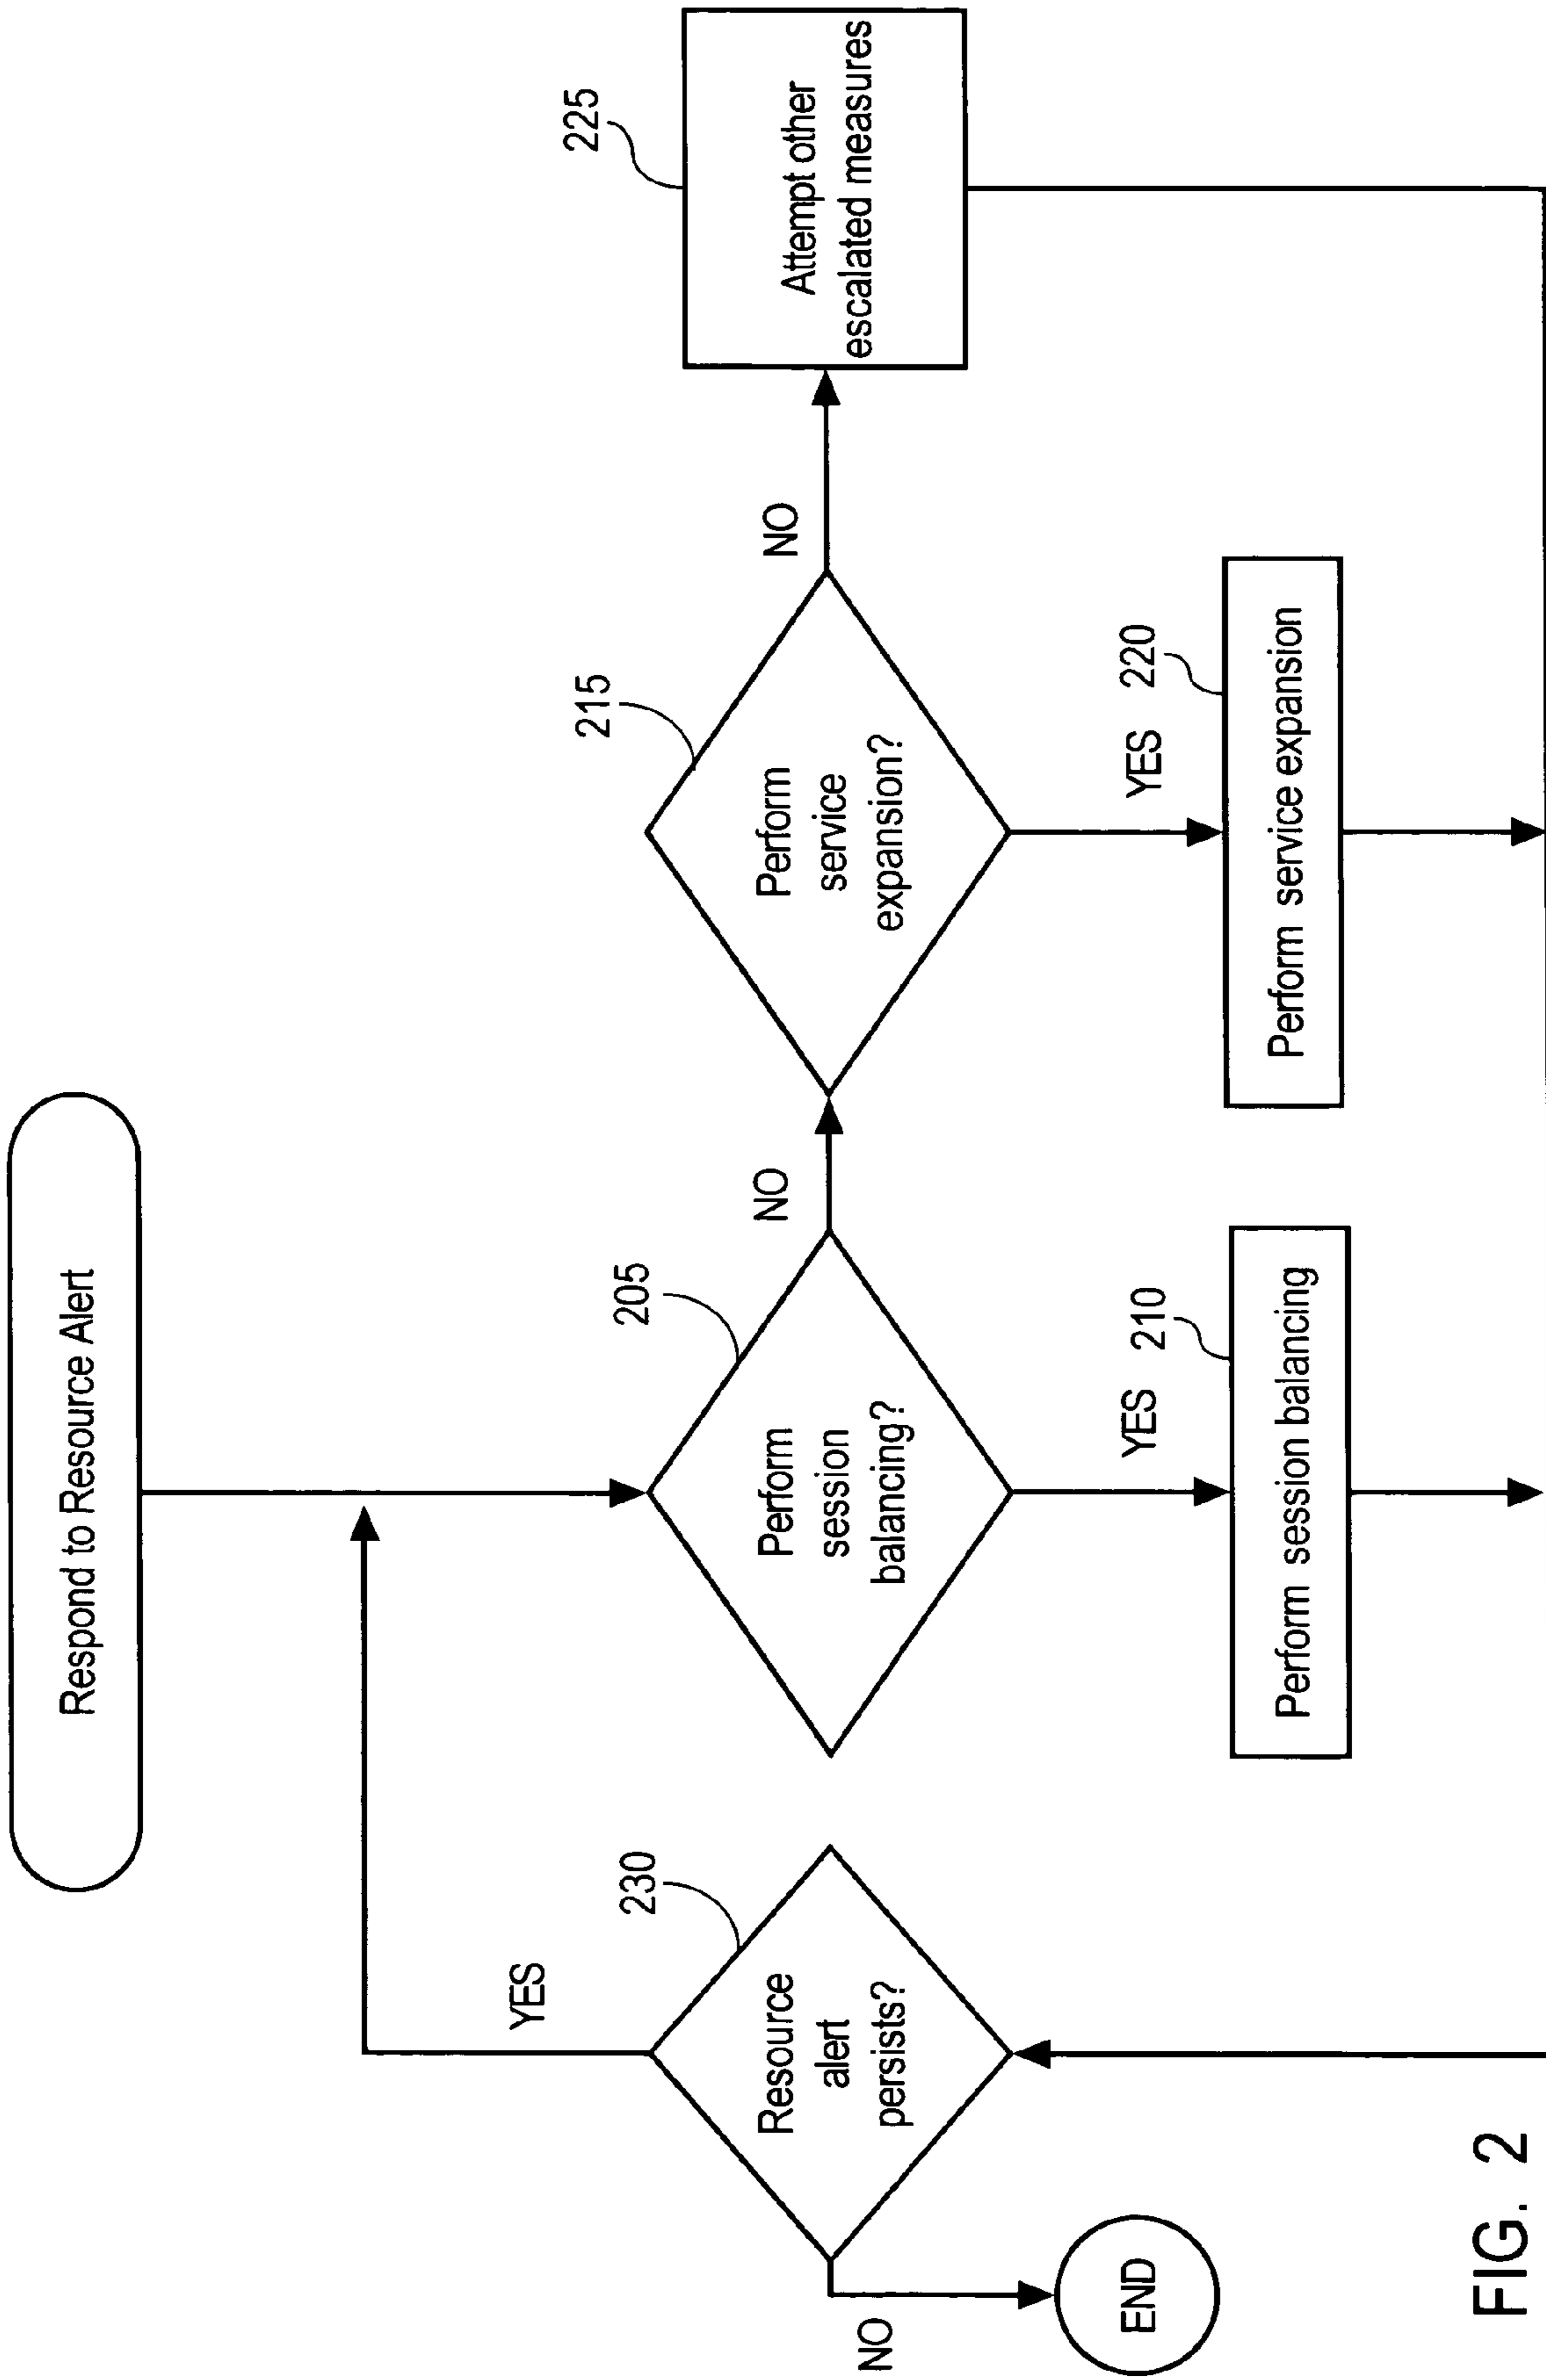 Respond to Resource Alert
YES
230
Resource
alert
persists?
NO
END
205
Perform
session
balancing?
NO
YES
210
Perform session balancing
215
Perform
service
expansion?
NO
YES
220
Perform service expansion
225
Attempt other
escalated measures
FIG. 2